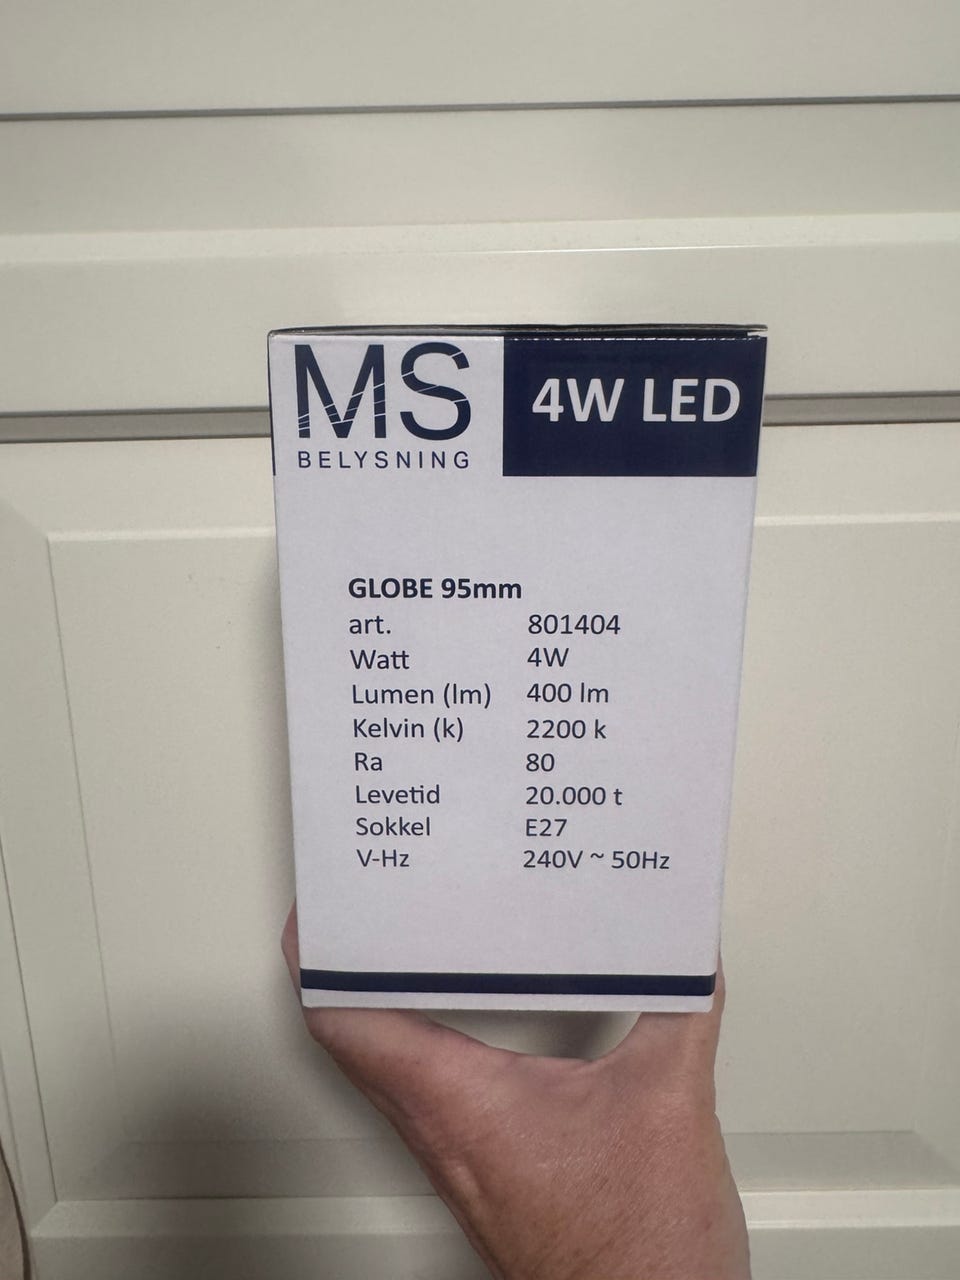 MS
BELYSNING
4W LED
GLOBE 95mm
art. 801404
Watt 4W
Lumen (lm) 400 lm
Kelvin (k) 2200 k
Ra 80
Levetid 20.000 t
Sokkel E27
V-Hz 240V ~ 50Hz